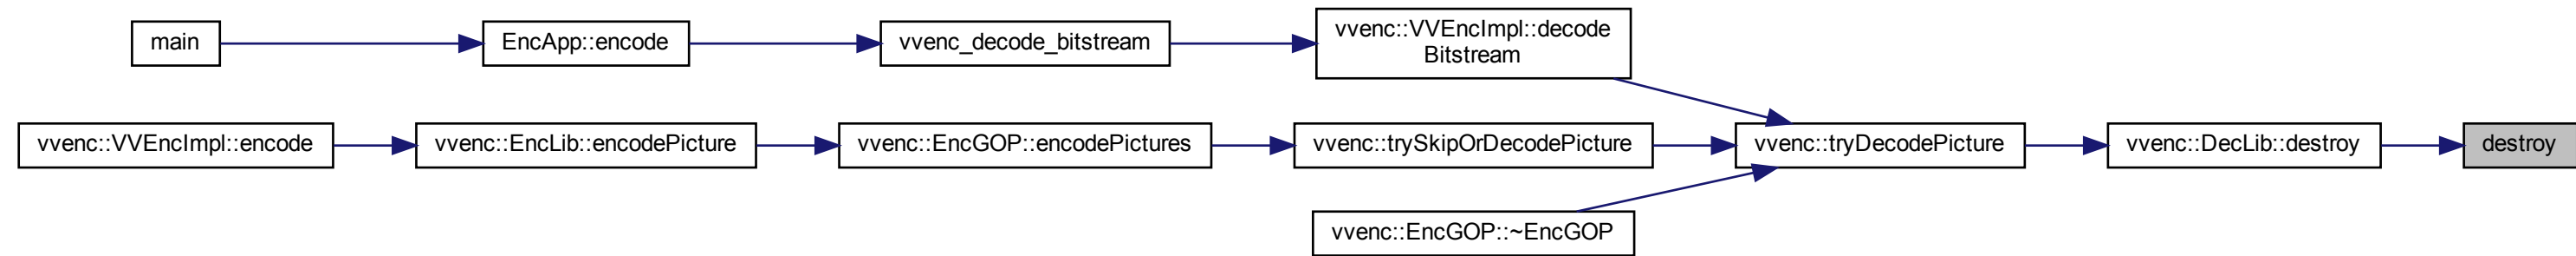 main
EncApp::encode
vvenc_decode_bitstream
vvenc::VVEncImpl::decode
Bitstream
vvenc::VVEncImpl::encode
vvenc::EncLib::encodePicture
vvenc::EncGOP::encodePictures
vvenc::trySkipOrDecodePicture
vvenc::tryDecodePicture
vvenc::DecLib::destroy
destroy
vvenc::EncGOP::~EncGOP